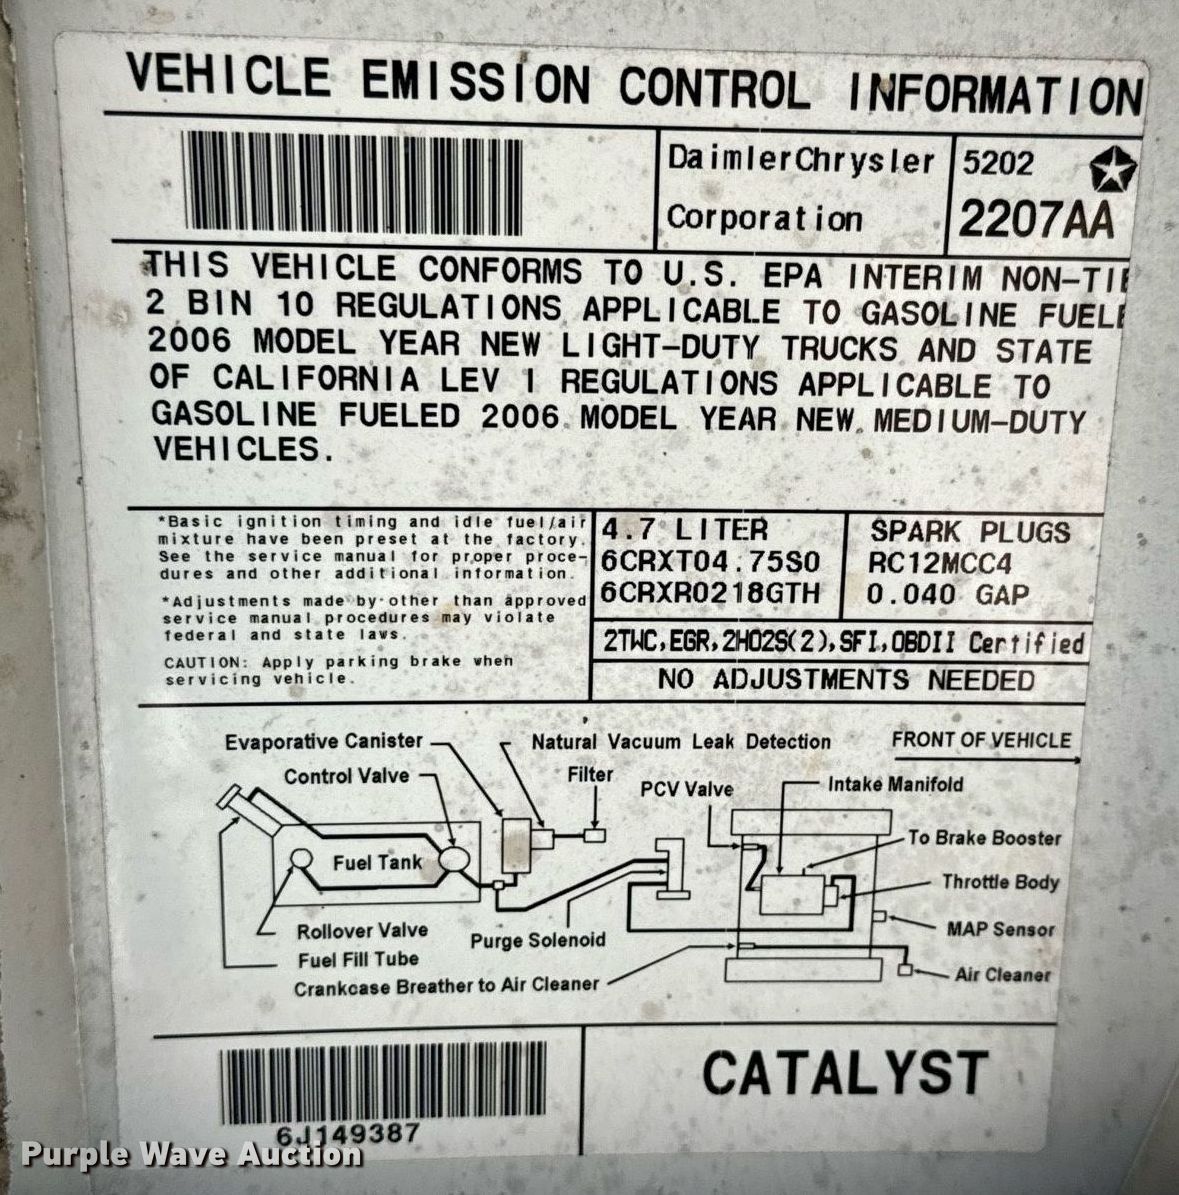 VEHICLE EMISSION CONTROL INFORMATION
DaimlerChrysler
Corporation
5202
2207AA
THIS VEHICLE CONFORMS TO U.S. EPA INTERIM NON-TIE
2 BIN 10 REGULATIONS APPLICABLE TO GASOLINE FUELE
2006 MODEL YEAR NEW LIGHT-DUTY TRUCKS AND STATE
OF CALIFORNIA LEV I REGULATIONS APPLICABLE TO
GASOLINE FUELED 2006 MODEL YEAR NEW MEDIUM-DUTY
VEHICLES.
*Basic ignition timing and idle fuel/air
mixture have been preset at the factory.
See the service manual for proper proce-
dures and other additional information.
*Adjustments made by other than approved
service manual procedures may violate
federal and state laws.
CAUTION: Apply parking brake when
servicing vehicle.
4.7 LITER
6CRXT04.75S0
6CRXR0218GTH
SPARK PLUGS
RC12MCC4
0.040 GAP
2TWC,EGR,2HO2S(2),SFI,OBDII Certified
NO ADJUSTMENTS NEEDED
Evaporative Canister
Natural Vacuum Leak Detection
FRONT OF VEHICLE
Control Valve
Filter
PCV Valve
Intake Manifold
To Brake Booster
Fuel Tank
Throttle Body
Rollover Valve
Purge Solenoid
MAP Sensor
Fuel Fill Tube
Crankcase Breather to Air Cleaner
Air Cleaner
6J149387
CATALYST
Purple Wave Auction